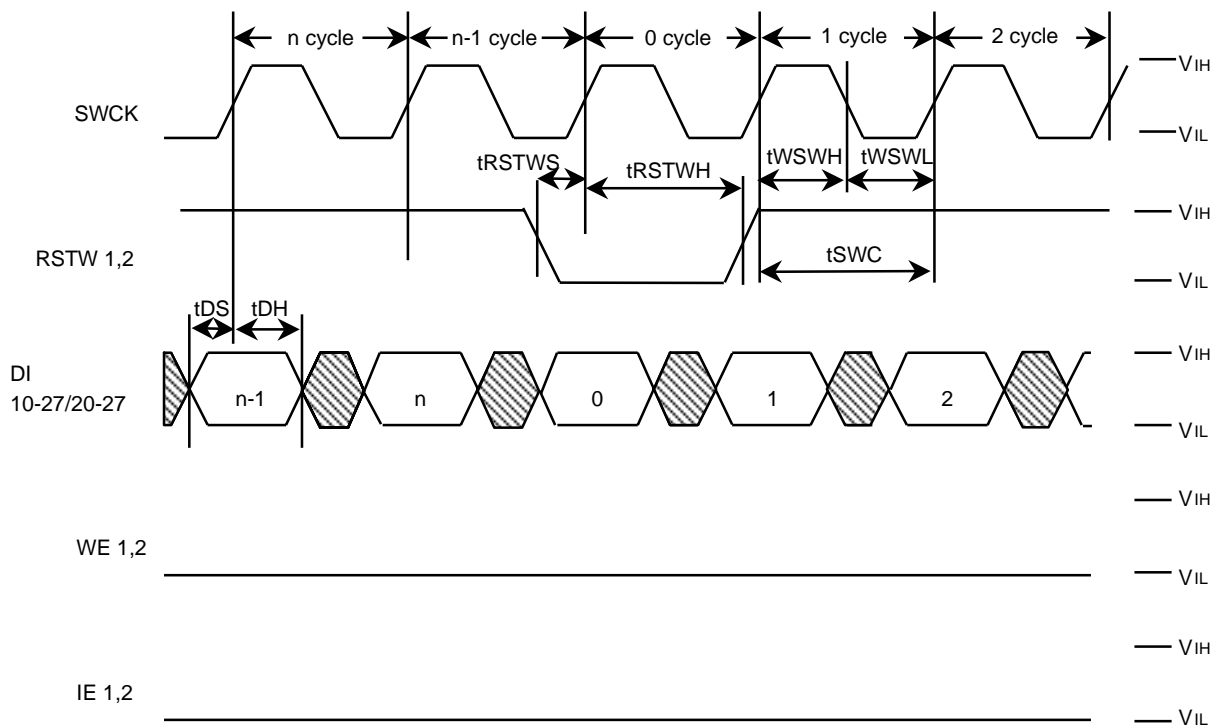 n cycle n-1 cycle 0 cycle 1 cycle 2 cycle
VIH
SWCK
VIL
tRSTWS tRSTWH tWSWH tWSWL
VIH
RSTW 1,2
tSWC
VIL
tDS tDH
VIH
DI
10-27/20-27
n-1 n 0 1 2
VIL
VIH
WE 1,2
VIL
VIH
IE 1,2
VIL